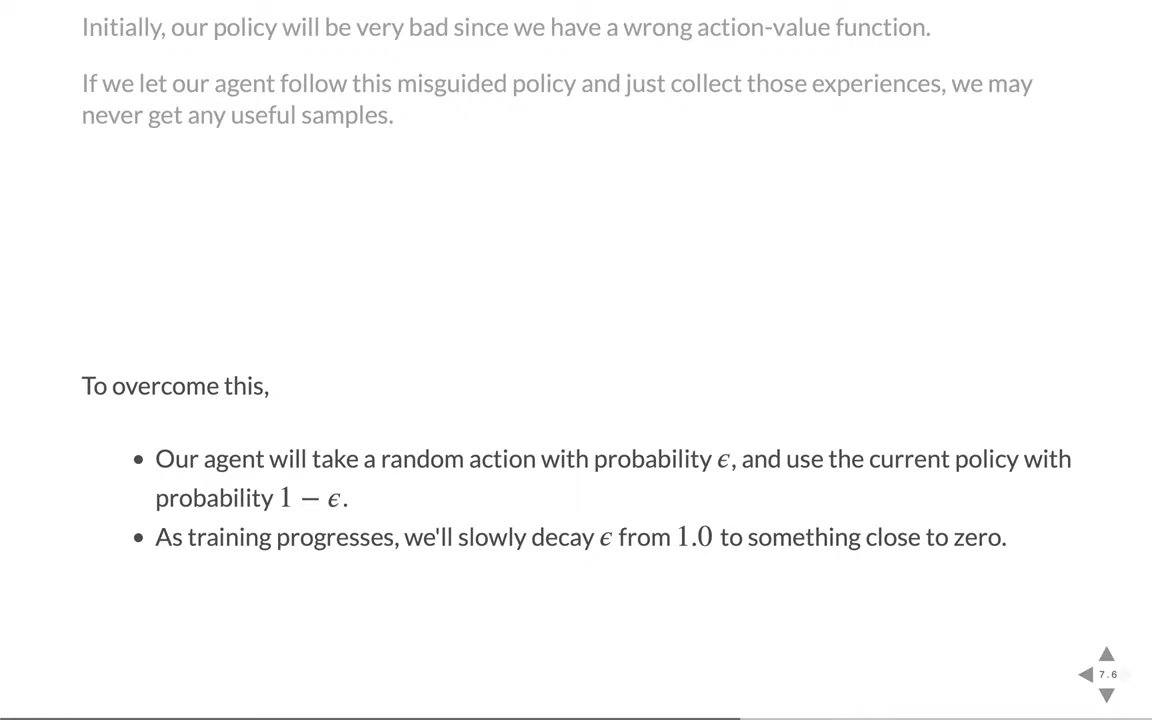 Initially, our policy will be very bad since we have a wrong action-value function.
If we let our agent follow this misguided policy and just collect those experiences, we may
never get any useful samples.
To overcome this,
• Our agent will take a random action with probability ϵ, and use the current policy with
probability 1 − ϵ.
• As training progresses, we'll slowly decay ϵ from 1.0 to something close to zero.
7.6